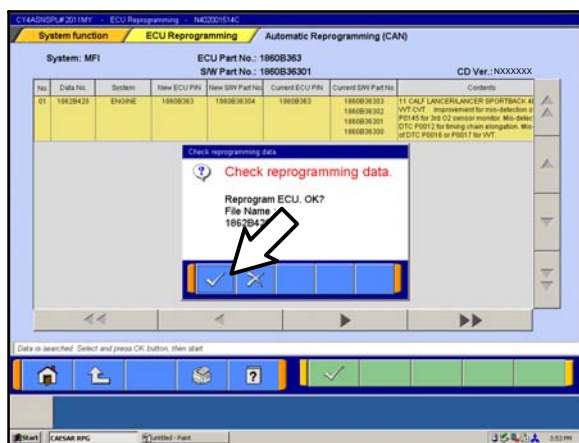 CY4ASNSPL# 2011MY - ECU Reprogramming - N402001514C
System function ECU Reprogramming Automatic Reprogramming (CAN)
System: MFI ECU Part No.: 1860B363
S/W Part No.: 1860B36301 CD Ver.: NXXXXXX
No. Data No. System New ECU P/N New S/W Part No. Current ECU P/N Current S/W Part No. Contents
01 1862B420 ENGINE 1860B363 1860B36304 1860B363 1860B36303 11 CALF LANCER/LANCER SPORTBACK
1860B36302 VVT CVT Improvement for mis-detection o
1860B36301 P0145 for 3rd O2 sensor monitor. Mis-detec
1860B36300 DTC P0012 for timing chain elongation. Mis-
of DTC P0016 or P0017 for VVT.
Check reprogramming data.
Check reprogramming data.
Reprogram ECU. OK?
File Name :
1862B42
Data is searched. Select and press OK button, then start
Start CAESAR RPG untitled - Paint 3:53 PM